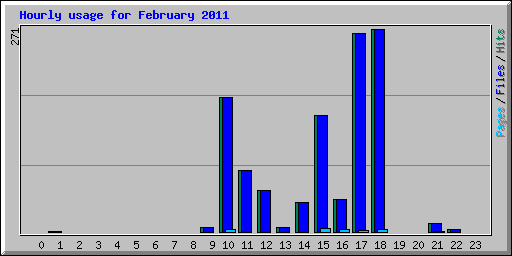 Hourly usage for February 2011
271
Pages/Files/Hits
0 1 2 3 4 5 6 7 8 9 10 11 12 13 14 15 16 17 18 19 20 21 22 23